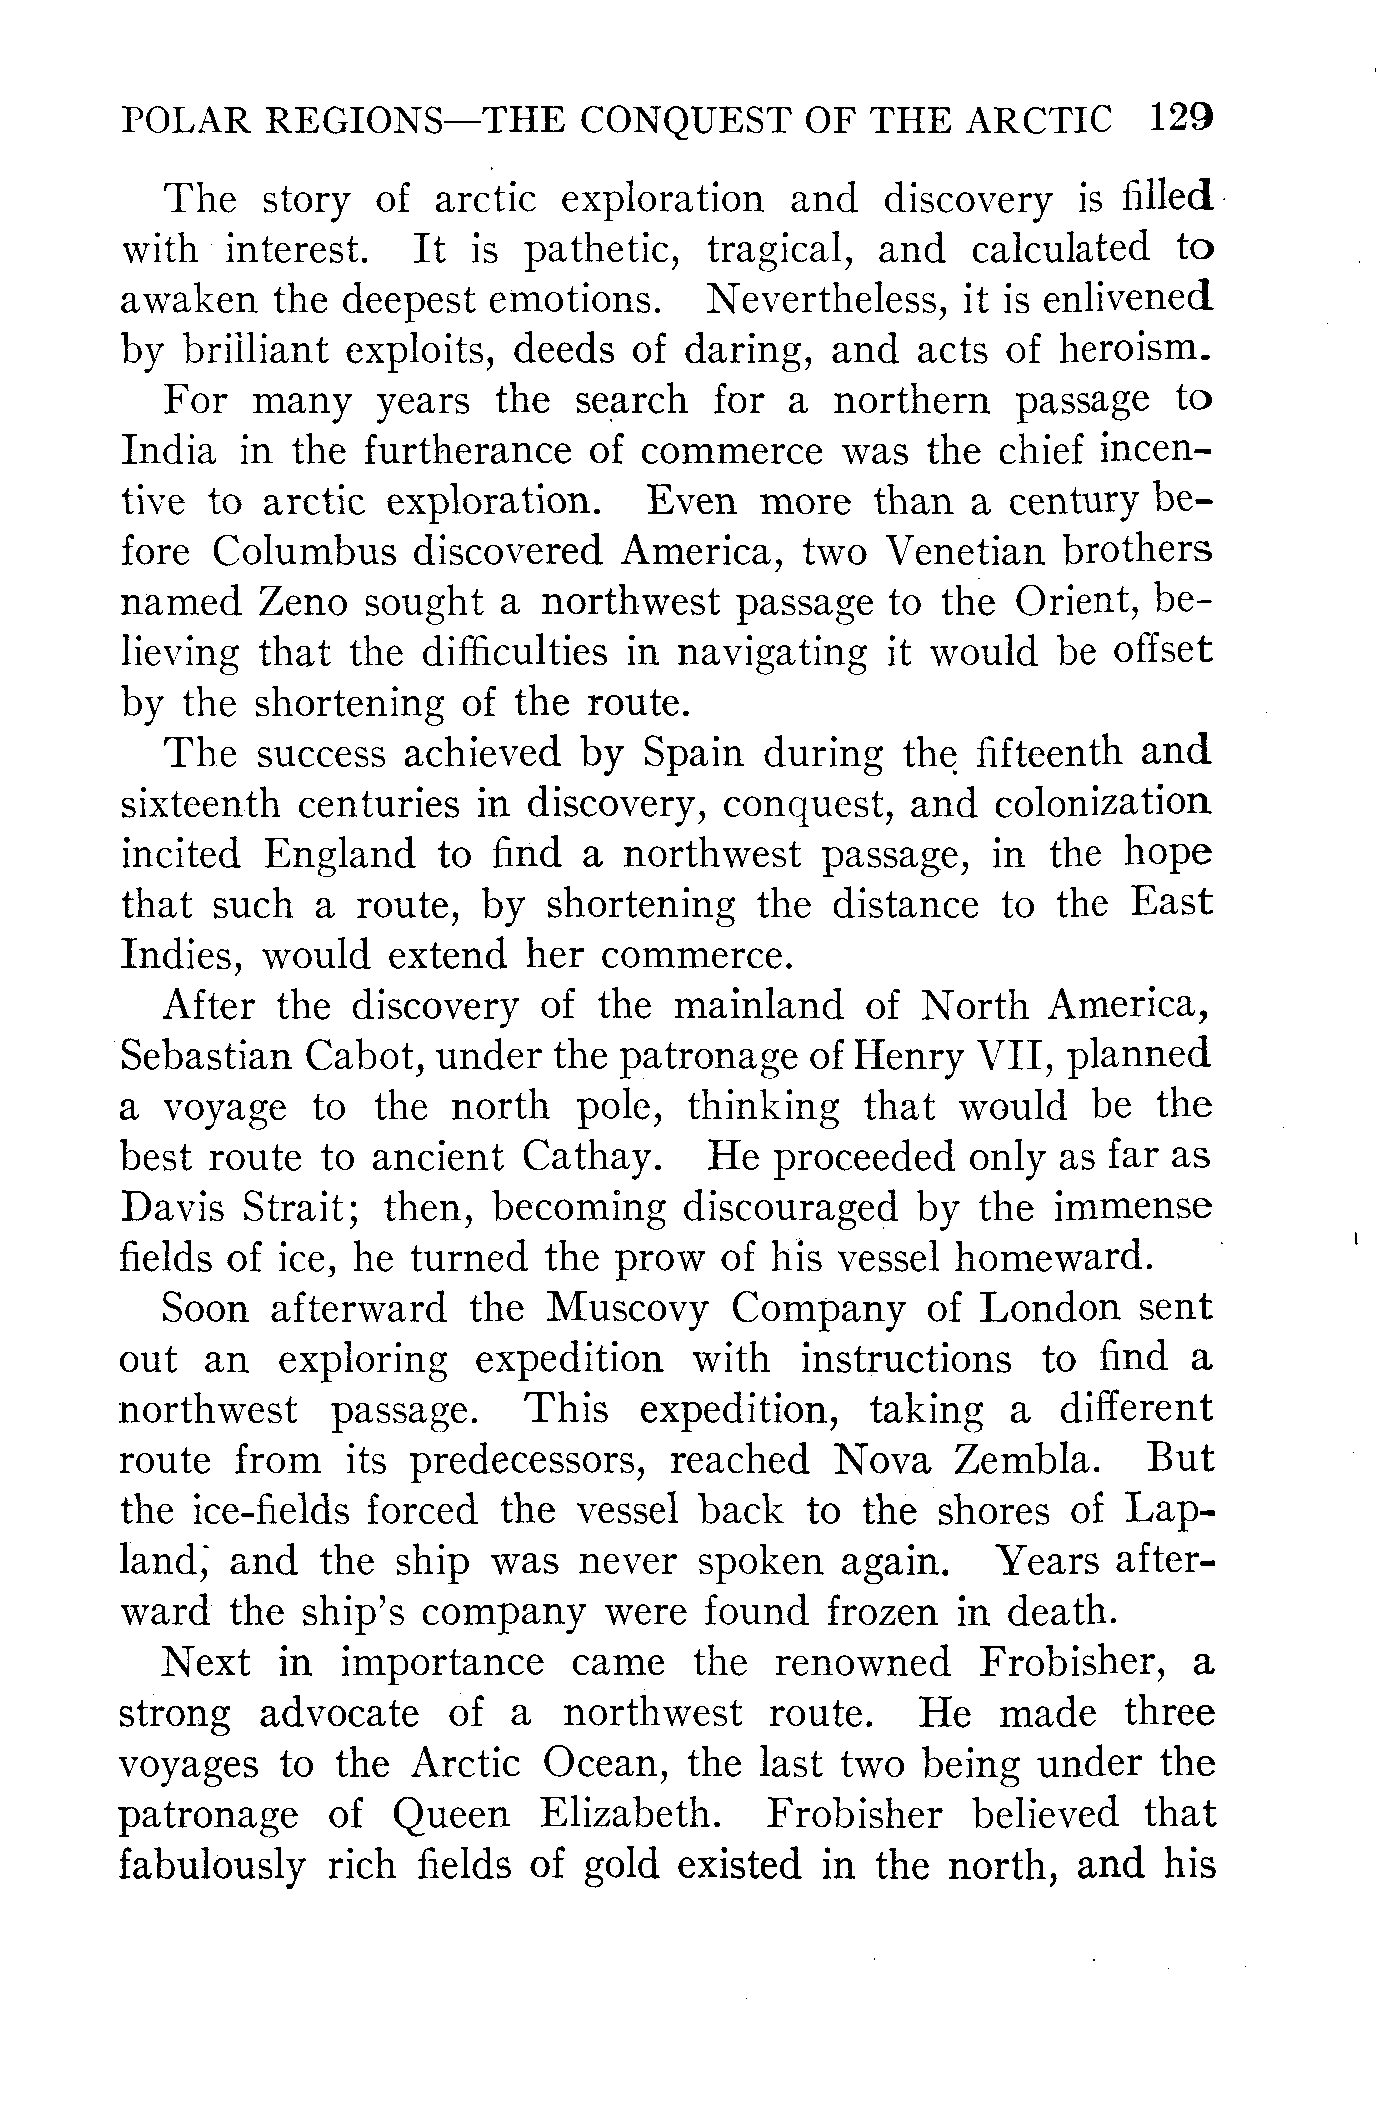 POLAR REGIONS—THE CONQUEST OF THE ARCTIC 129
The story of arctic exploration and discovery is filled
with interest. It is pathetic, tragical, and calculated to
awaken the deepest emotions. Nevertheless, it is enlivened
by brilliant exploits, deeds of daring, and acts of heroism.
For many years the search for a northern passage to
India in the furtherance of commerce was the chief incen-
tive to arctic exploration. Even more than a century be-
fore Columbus discovered America, two Venetian brothers
named Zeno sought a northwest passage to the Orient, be-
lieving that the difficulties in navigating it would be offset
by the shortening of the route.
The success achieved by Spain during the fifteenth and
sixteenth centuries in discovery, conquest, and colonization
incited England to find a northwest passage, in the hope
that such a route, by shortening the distance to the East
Indies, would extend her commerce.
After the discovery of the mainland of North America,
Sebastian Cabot, under the patronage of Henry VII, planned
a voyage to the north pole, thinking that would be the
best route to ancient Cathay. He proceeded only as far as
Davis Strait; then, becoming discouraged by the immense
fields of ice, he turned the prow of his vessel homeward.
Soon afterward the Muscovy Company of London sent
out an exploring expedition with instructions to find a
northwest passage. This expedition, taking a different
route from its predecessors, reached Nova Zembla. But
the ice-fields forced the vessel back to the shores of Lap-
land, and the ship was never spoken again. Years after-
ward the ship's company were found frozen in death.
Next in importance came the renowned Frobisher, a
strong advocate of a northwest route. He made three
voyages to the Arctic Ocean, the last two being under the
patronage of Queen Elizabeth. Frobisher believed that
fabulously rich fields of gold existed in the north, and his